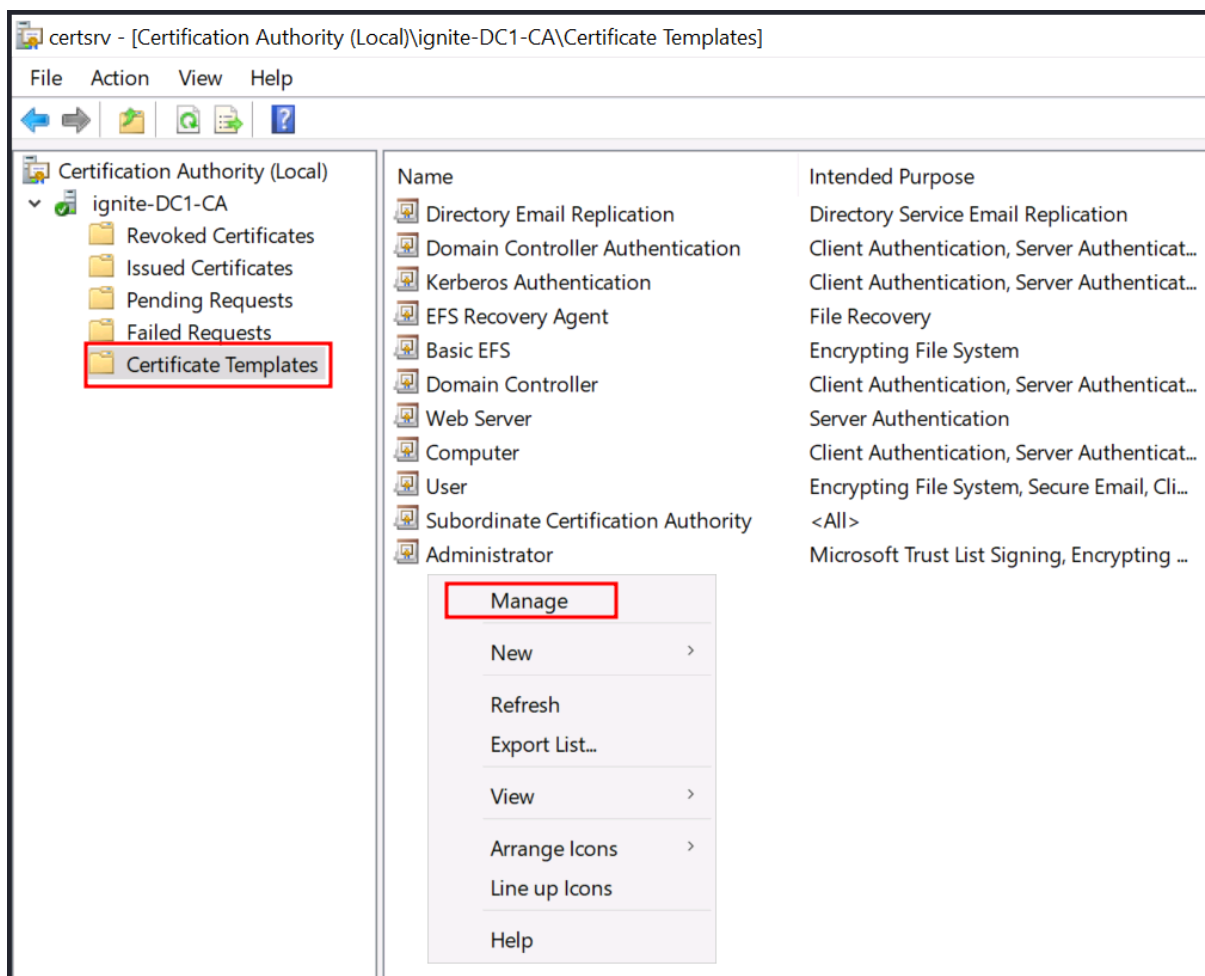 certsrv - [Certification Authority (Local)\ignite-DC1-CA\Certificate Templates]
File Action View Help
Certification Authority (Local)
ignite-DC1-CA
Revoked Certificates
Issued Certificates
Pending Requests
Failed Requests
Certificate Templates
Name Intended Purpose
Directory Email Replication Directory Service Email Replication
Domain Controller Authentication Client Authentication, Server Authenticat...
Kerberos Authentication Client Authentication, Server Authenticat...
EFS Recovery Agent File Recovery
Basic EFS Encrypting File System
Domain Controller Client Authentication, Server Authenticat...
Web Server Server Authentication
Computer Client Authentication, Server Authenticat...
User Encrypting File System, Secure Email, Cli...
Subordinate Certification Authority <All>
Administrator Microsoft Trust List Signing, Encrypting ...
Manage
New
Refresh
Export List...
View
Arrange Icons
Line up Icons
Help